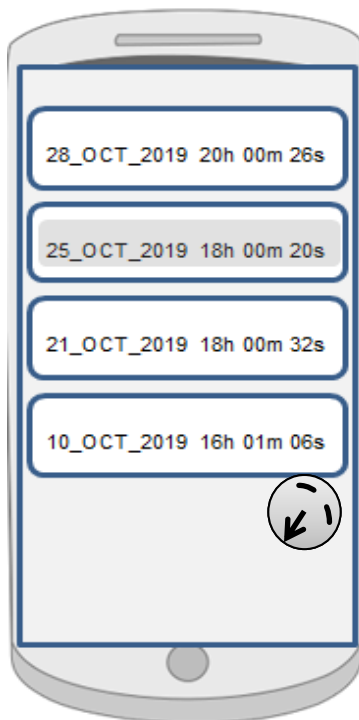 28_OCT_2019 20h 00m 26s
25_OCT_2019 18h 00m 20s
21_OCT_2019 18h 00m 32s
10_OCT_2019 16h 01m 06s